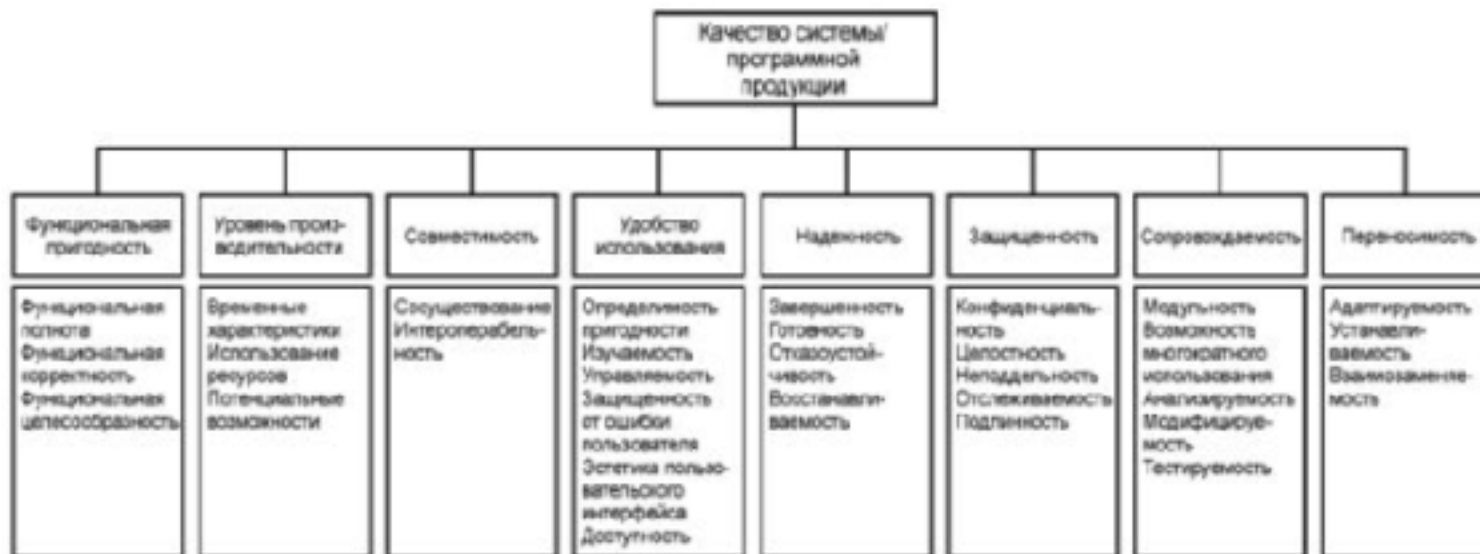 Качество системы/
программной
продукции
Функциональная
пригодность
Уровень произ-
водительности
Совместимость
Удобство
использования
Надежность
Защищенность
Сопровождаемость
Переносимость
Функциональная
полнота
Функциональная
корректность
Функциональная
целесообразность
Временные
характеристики
Использование
ресурсов
Потенциальные
возможности
Сосуществование
Интероперабель-
ность
Определимость
пригодности
Изучаемость
Управляемость
Защищенность
от ошибки
пользователя
Эстетика пользо-
вательского
интерфейса
Доступность
Завершенность
Готовность
Отказоустой-
чивость
Восстанавли-
ваемость
Конфиденциаль-
ность
Целостность
Неподдельность
Отслеживаемость
Подлинность
Модульность
Возможность
многократного
использования
Анализируемость
Модифицируе-
мость
Тестируемость
Адаптируемость
Устанавли-
ваемость
Взаимозаменяе-
мость